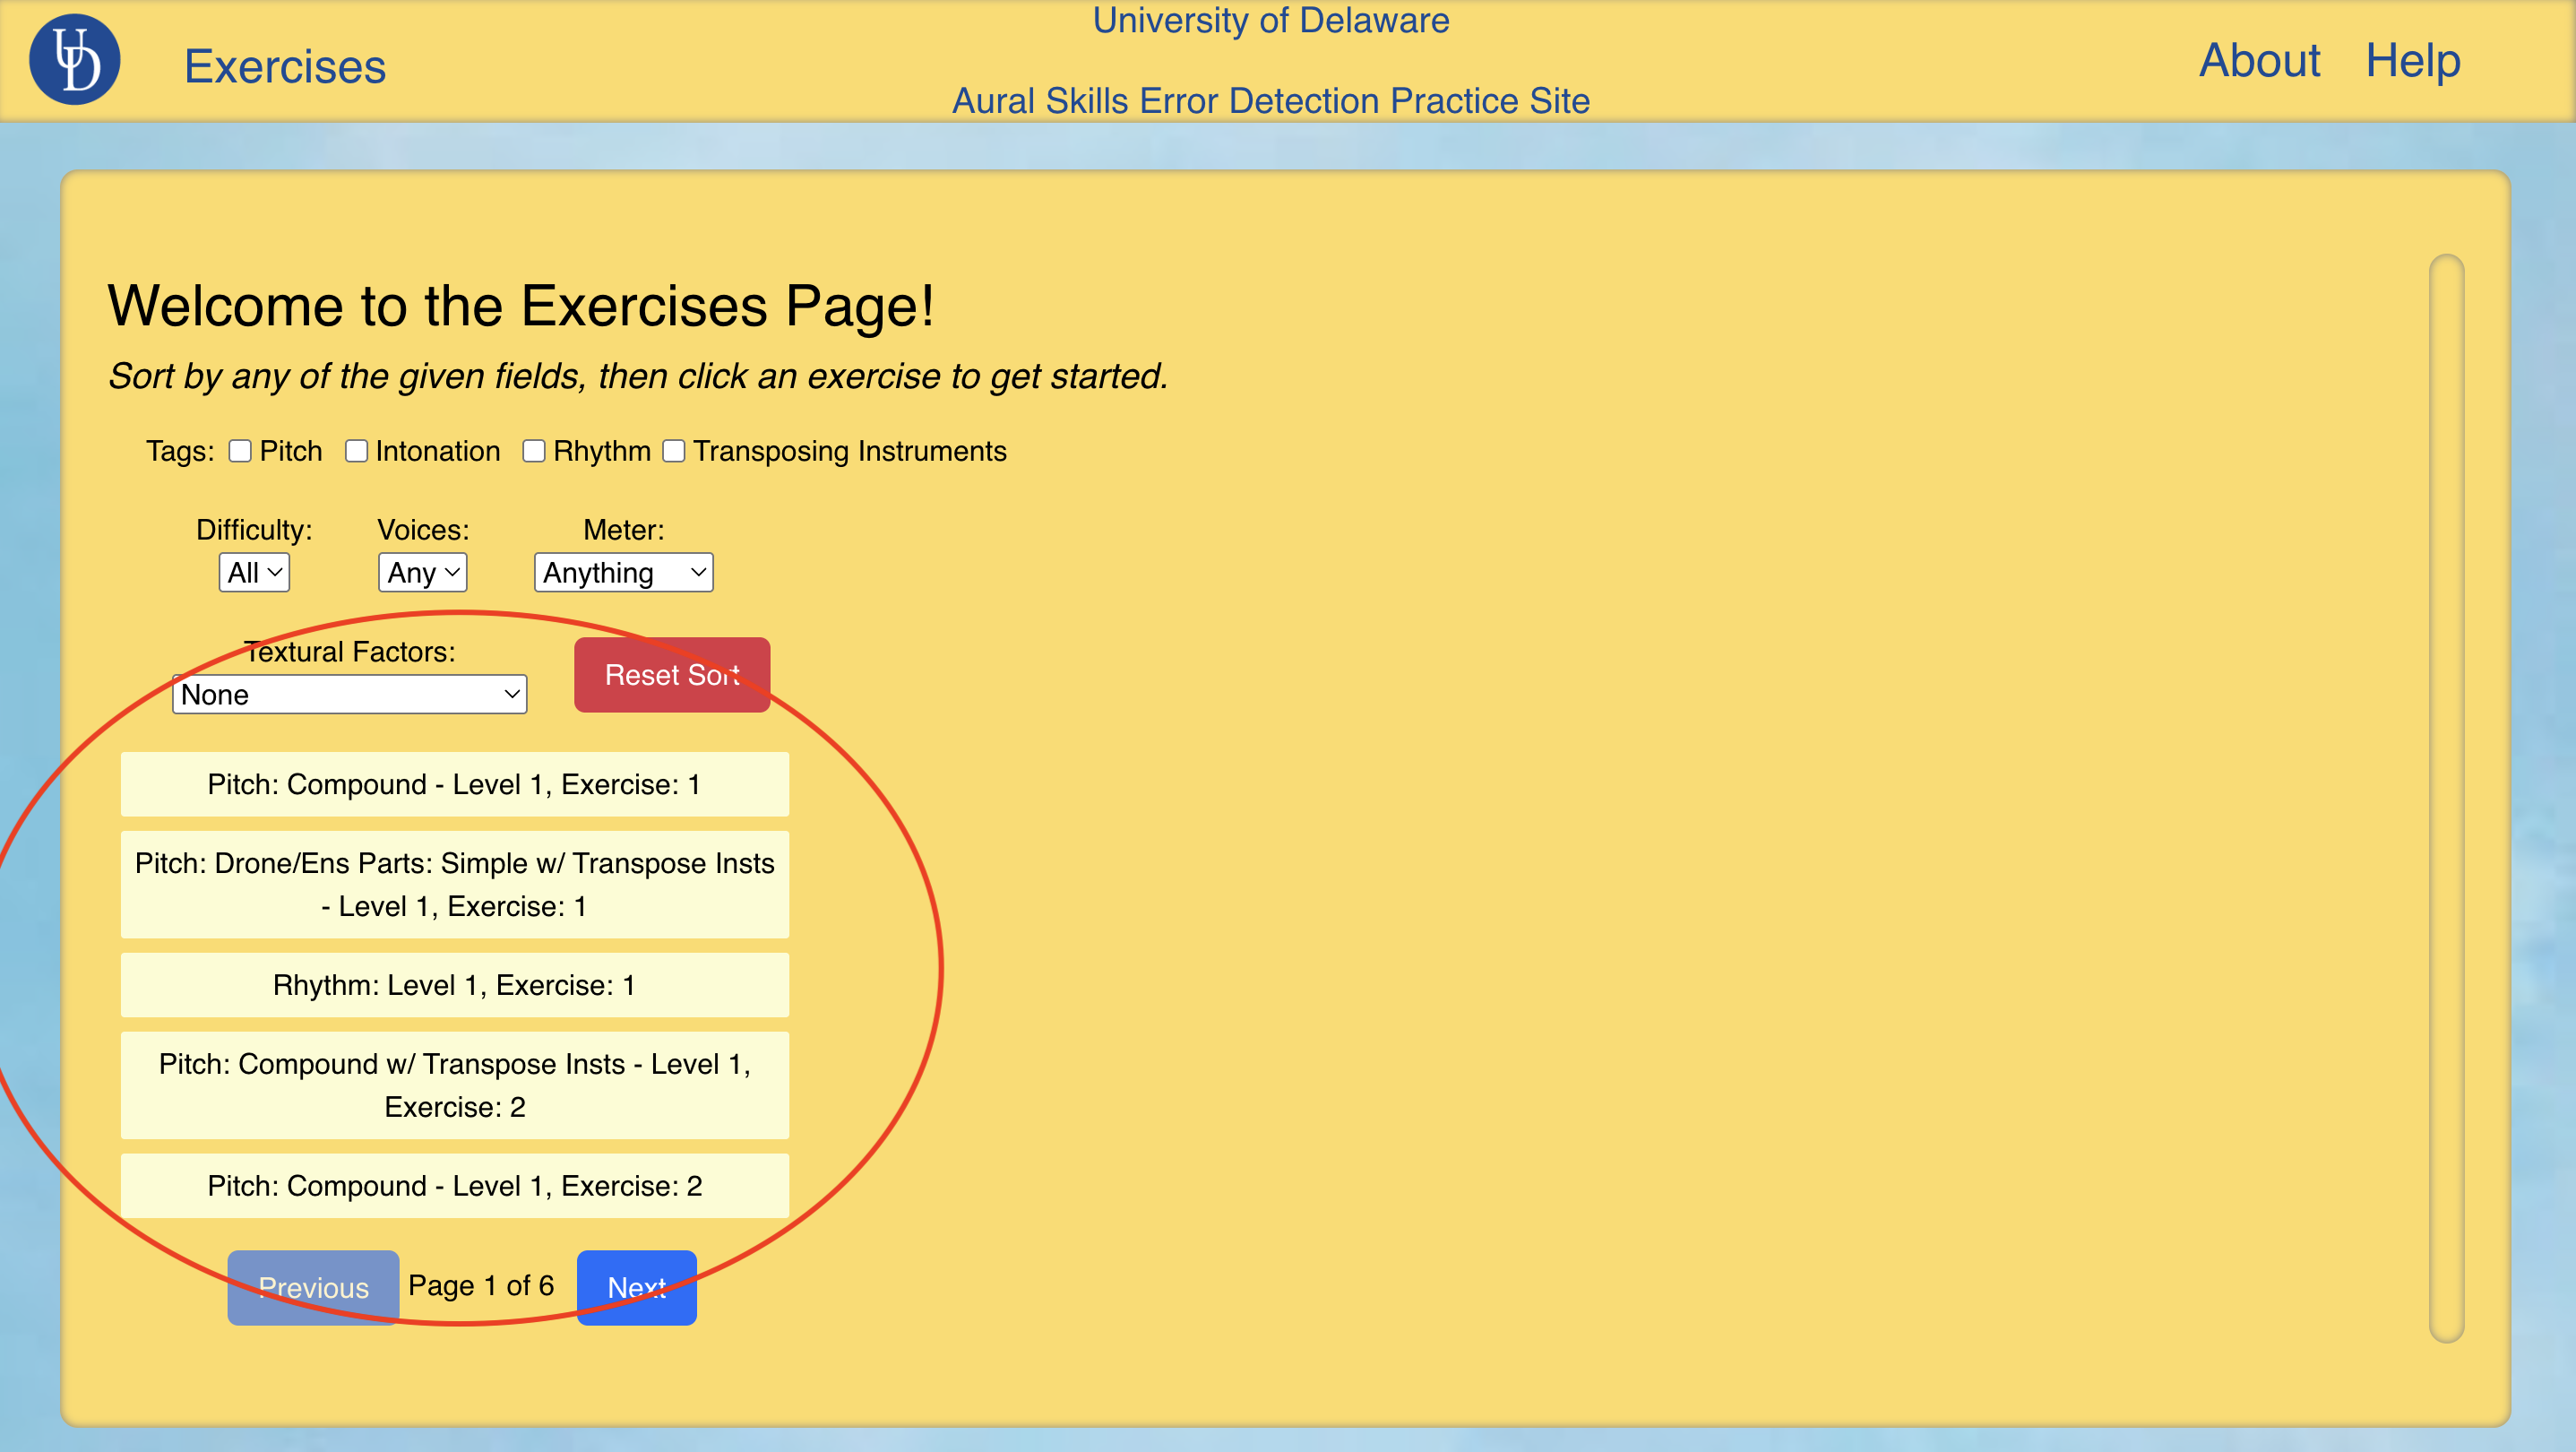 UD
Exercises
University of Delaware
Aural Skills Error Detection Practice Site
About Help
Welcome to the Exercises Page!
Sort by any of the given fields, then click an exercise to get started.
Tags: Pitch Intonation Rhythm Transposing Instruments
Difficulty: Voices: Meter:
All Any Anything
Textural Factors:
None
Reset Sort
Pitch: Compound - Level 1, Exercise: 1
Pitch: Drone/Ens Parts: Simple w/ Transpose Insts
- Level 1, Exercise: 1
Rhythm: Level 1, Exercise: 1
Pitch: Compound w/ Transpose Insts - Level 1,
Exercise: 2
Pitch: Compound - Level 1, Exercise: 2
Previous Page 1 of 6 Next